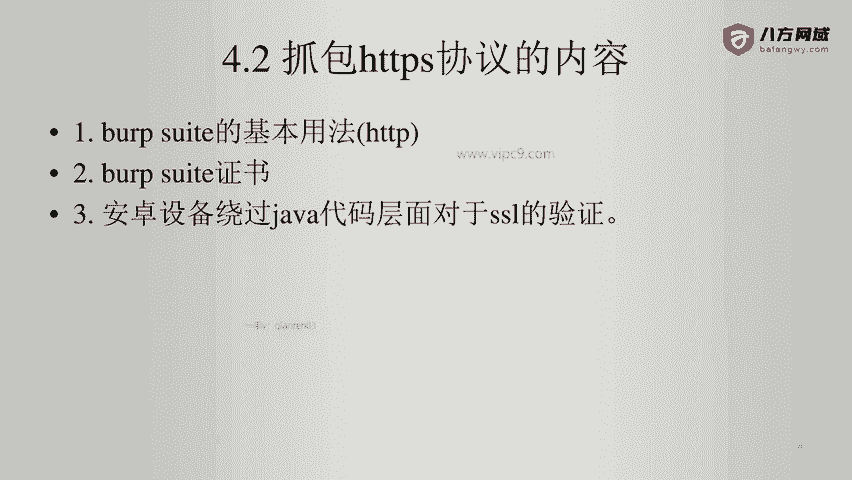 八方网域
bafangwy.com
4.2 抓包https协议的内容
• 1. burp suite的基本用法(http)
www.vipc9.com
• 2. burp suite证书
• 3. 安卓设备绕过java代码层面对于ssl的验证。